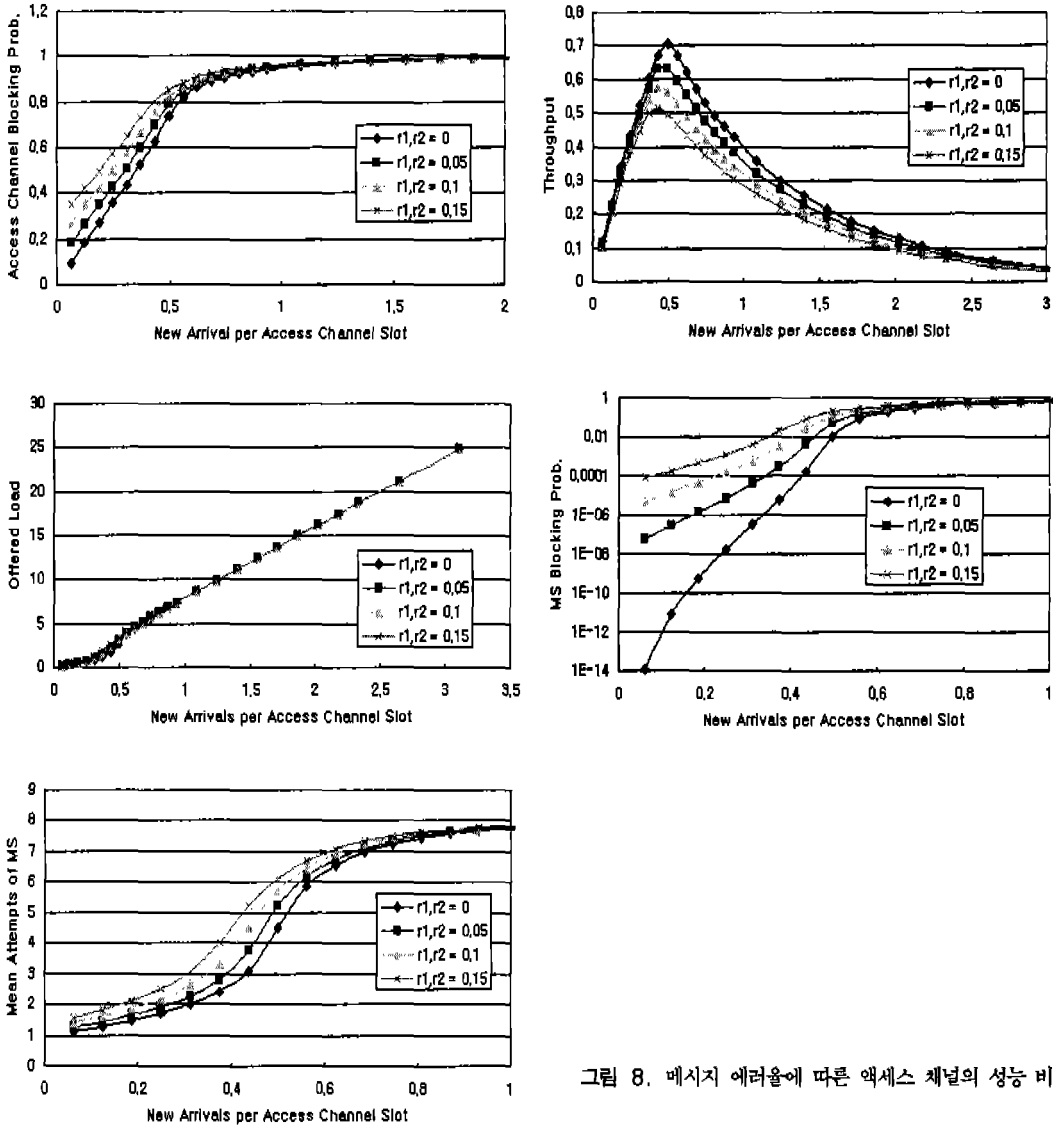 Access Channel Blocking Prob.
1,2
1
0,8
0,6
0,4
0,2
0
0
0,5
1
1,5
2
New Arrival per Access Channel Slot
r1,r2 = 0
r1,r2 = 0,05
r1,r2 = 0,1
r1,r2 = 0,15
Throughput
0,8
0,7
0,6
0,5
0,4
0,3
0,2
0,1
0
0
0,5
1
1,5
2
2,5
3
New Arrivals per Access Channel Slot
r1,r2 = 0
r1,r2 = 0,05
r1,r2 = 0,1
r1,r2 = 0,15
Offered Load
30
25
20
15
10
5
0
0
0,5
1
1,5
2
2,5
3
3,5
New Arrivals per Access Channel Slot
r1,r2 = 0
r1,r2 = 0,05
r1,r2 = 0,1
r1,r2 = 0,15
MS Blocking Prob.
1
0,01
0,0001
1E-06
1E-08
1E-10
1E-12
1E-14
0
0,2
0,4
0,6
0,8
1
New Arrivals per Access Channel Slot
r1,r2 = 0
r1,r2 = 0,05
r1,r2 = 0,1
r1,r2 = 0,15
Mean Attempts of MS
9
8
7
6
5
4
3
2
1
0
0
0,2
0,4
0,6
0,8
1
New Arrivals per Access Channel Slot
r1,r2 = 0
r1,r2 = 0,05
r1,r2 = 0,1
r1,r2 = 0,15
그림 8. 메시지 에러율에 따른 액세스 채널의 성능 비